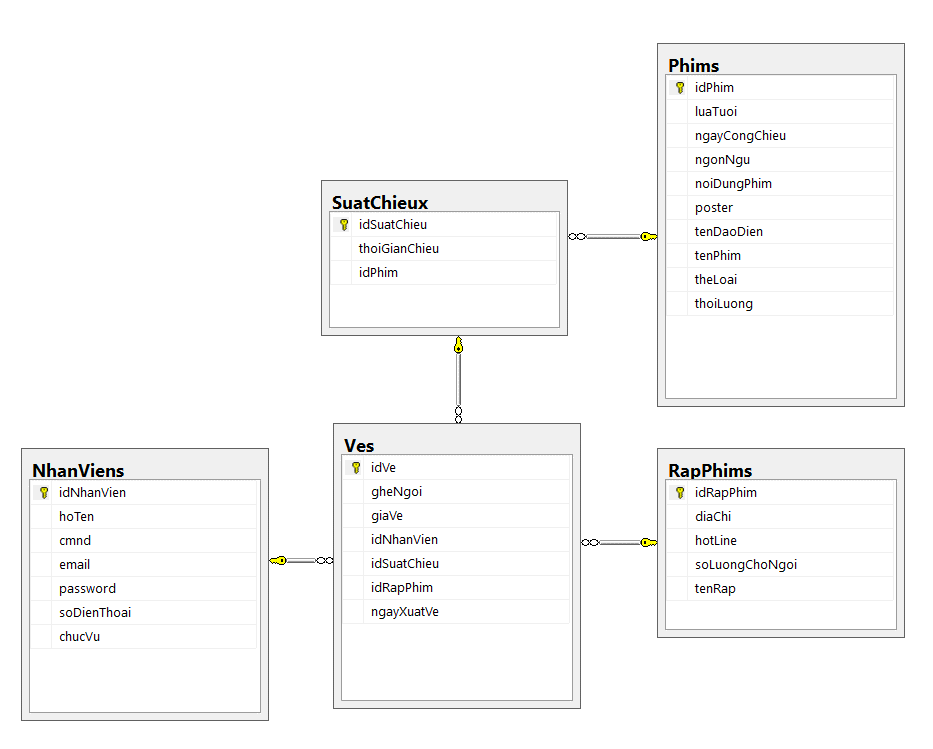 Phims
idPhim
luaTuoi
ngayCongChieu
ngonNgu
noiDungPhim
poster
tenDaoDien
tenPhim
theLoai
thoiLuong
SuatChieux
idSuatChieu
thoiGianChieu
idPhim
Ves
idVe
gheNgoi
giaVe
idNhanVien
idSuatChieu
idRapPhim
ngayXuatVe
NhanViens
idNhanVien
hoTen
cmnd
email
password
soDienThoai
chucVu
RapPhims
idRapPhim
diaChi
hotLine
soLuongChoNgoi
tenRap